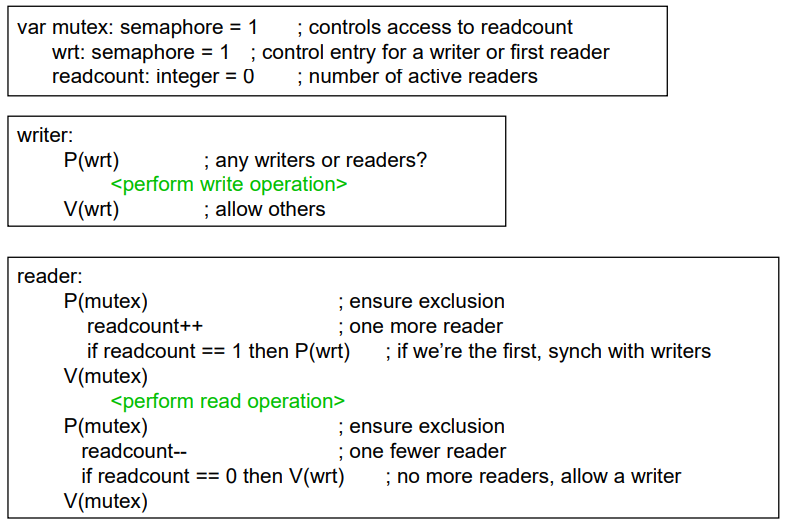 var mutex: semaphore = 1 ; controls access to readcount
wrt: semaphore = 1 ; control entry for a writer or first reader
readcount: integer = 0 ; number of active readers
writer:
P(wrt) ; any writers or readers?
<perform write operation>
V(wrt) ; allow others
reader:
P(mutex) ; ensure exclusion
readcount++ ; one more reader
if readcount == 1 then P(wrt) ; if we’re the first, synch with writers
V(mutex)
<perform read operation>
P(mutex) ; ensure exclusion
readcount-- ; one fewer reader
if readcount == 0 then V(wrt) ; no more readers, allow a writer
V(mutex)